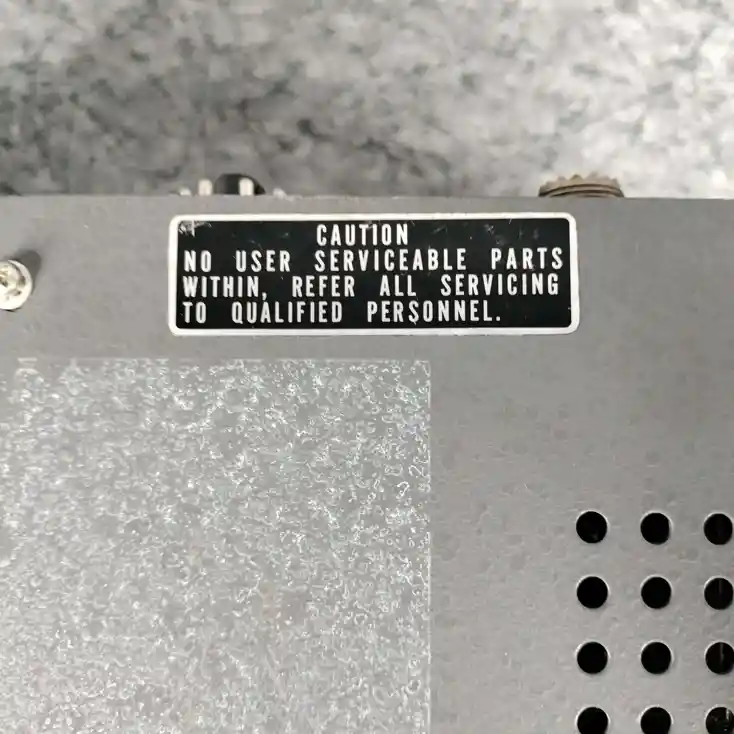 CAUTION
NO USER SERVICEABLE PARTS
WITHIN, REFER ALL SERVICING
TO QUALIFIED PERSONNEL.